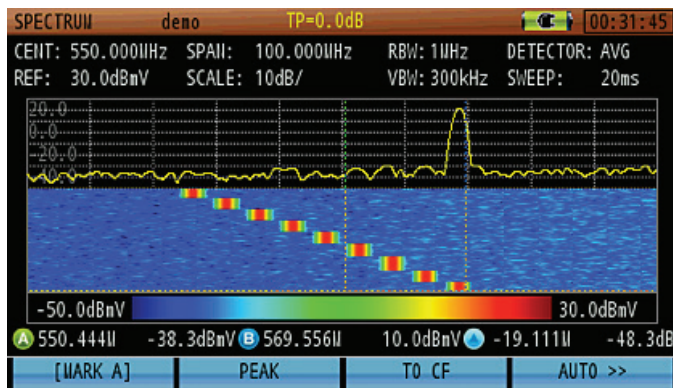 SPECTRUM demo TP=0.0dB 00:31:45
CENT: 550.000MHz SPAN: 100.000MHz RBW: 1MHz DETECTOR: AVG
REF: 30.0dBmV SCALE: 10dB/ VBW: 300kHz SWEEP: 20ms
20.0
0.0
-20.0
-50.0dBmV 30.0dBmV
A 550.444M -38.3dBmV B 569.556M 10.0dBmV -19.111M -48.3dB
[MARK A] PEAK TO CF AUTO >>